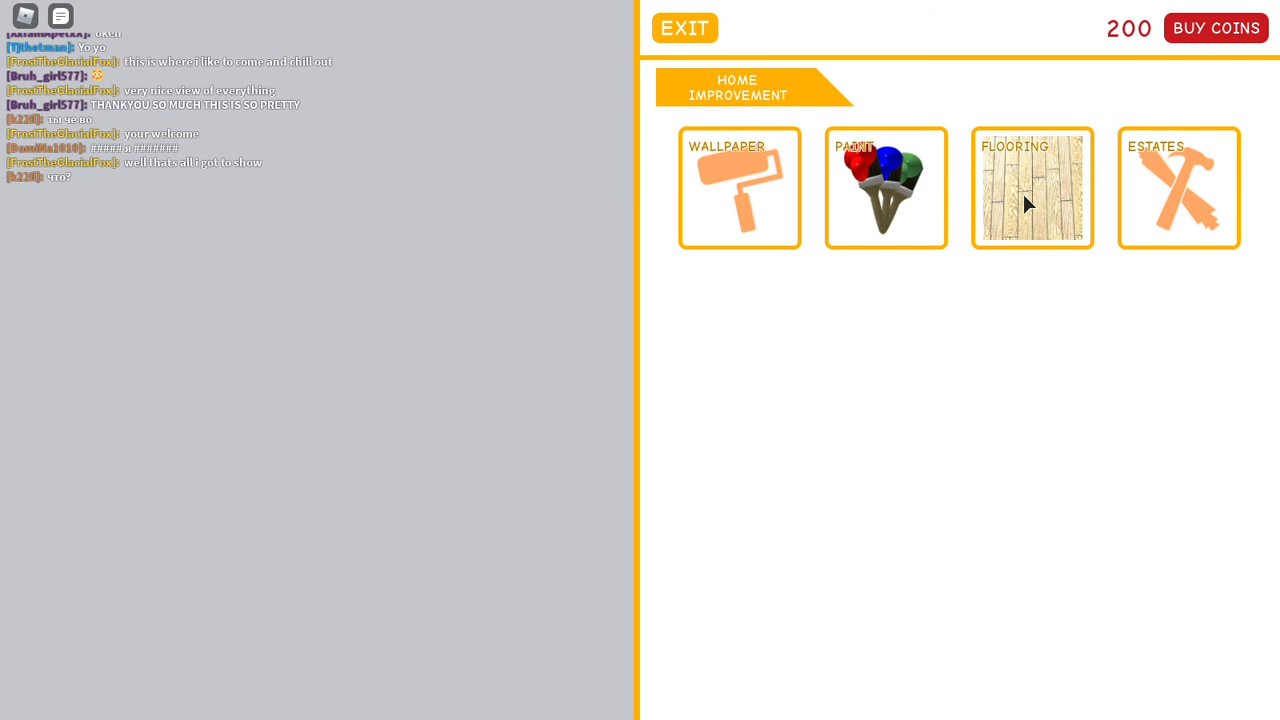 [Tjthetman]: Yo yo
[FrostTheGlacialFox]: this is where i like to come and chill out
[Bruh_girl577]: 😊
[FrostTheGlacialFox]: very nice view of everything
[Bruh_girl577]: THANKYOU SO MUCH THIS IS SO PRETTY
ты че во
[FrostTheGlacialFox]: your welcome
[DamiNa1010]: ##### я #######
[FrostTheGlacialFox]: well thats all i got to show
что?
EXIT
200
BUY COINS
HOME
IMPROVEMENT
WALLPAPER
PAINT
FLOORING
ESTATES